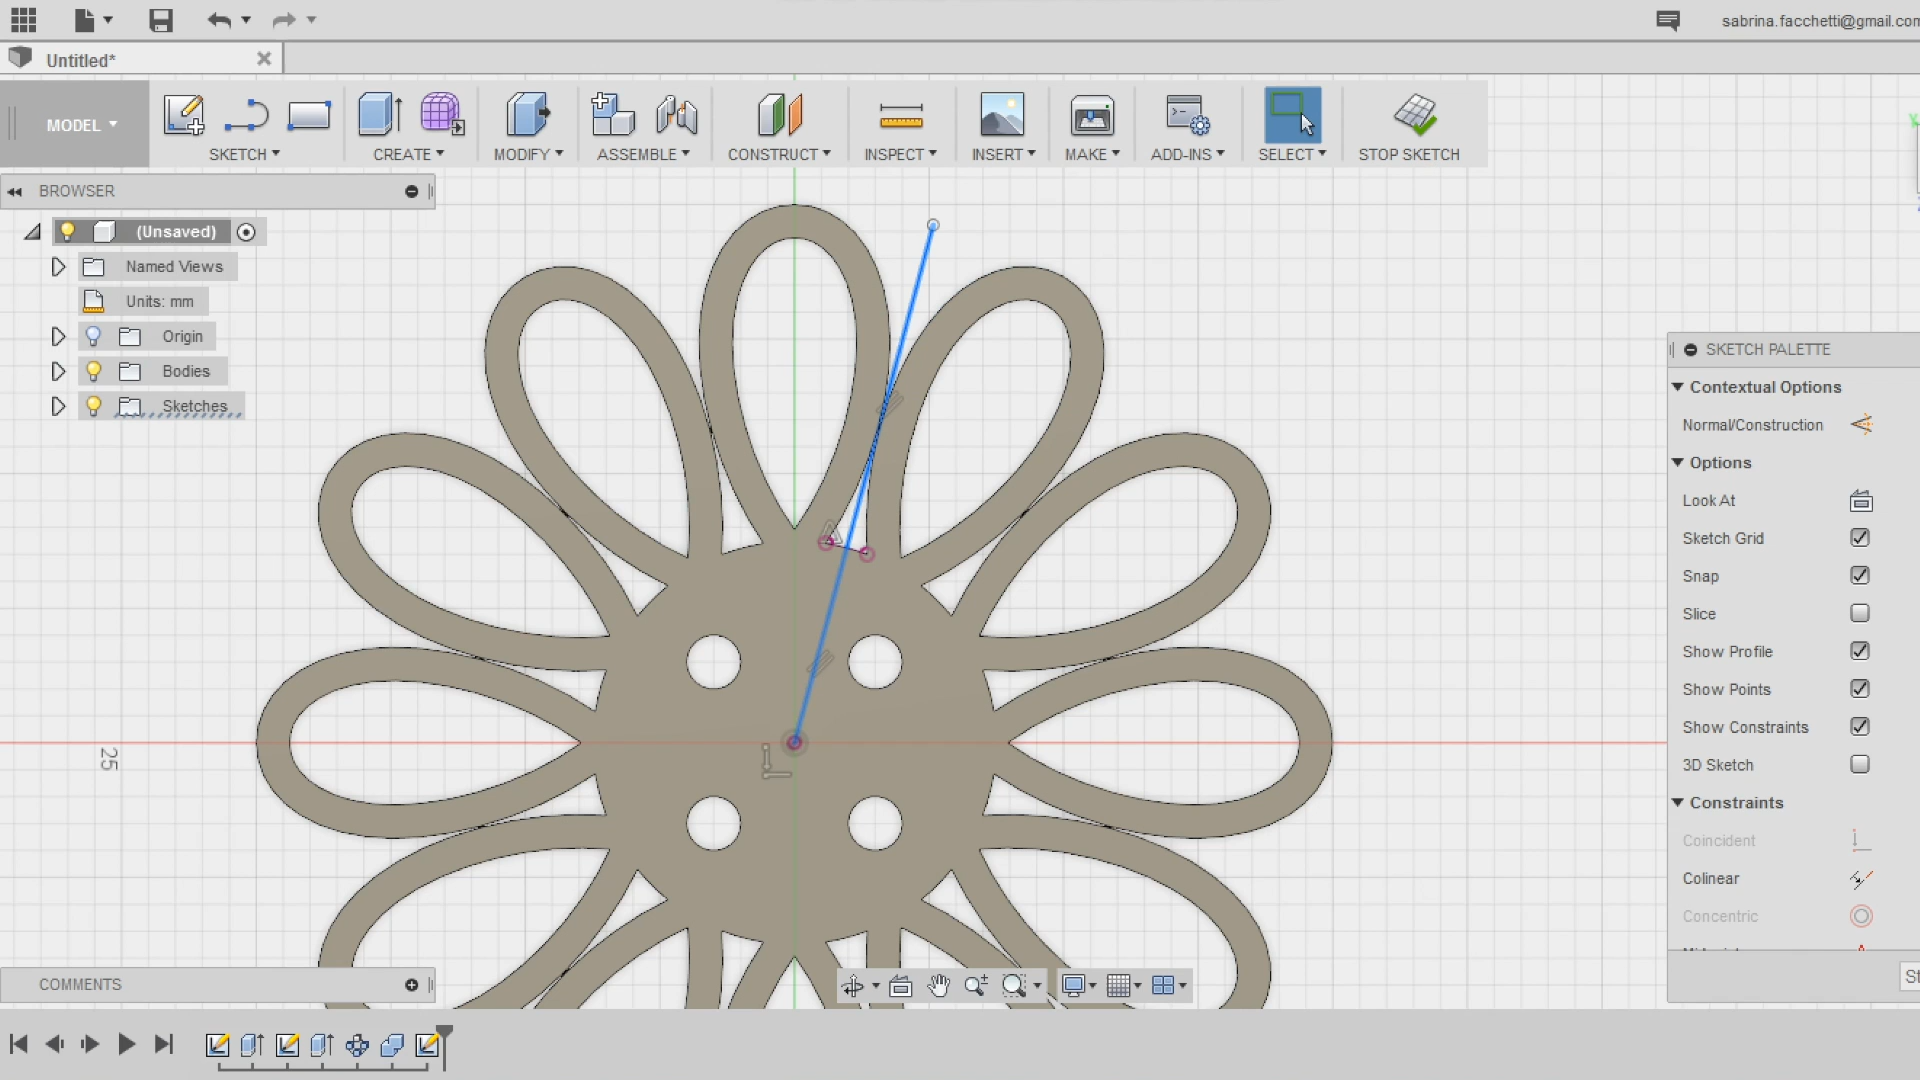 sabrina.facchetti@gmail.com
Untitled*
MODEL
SKETCH
CREATE
MODIFY
ASSEMBLE
CONSTRUCT
INSPECT
INSERT
MAKE
ADD-INS
SELECT
STOP SKETCH
BROWSER
(Unsaved)
Named Views
Units: mm
Origin
Bodies
Sketches
SKETCH PALETTE
Contextual Options
Normal/Construction
Options
Look At
Sketch Grid
Snap
Slice
Show Profile
Show Points
Show Constraints
3D Sketch
Constraints
Coincident
Colinear
Concentric
25
COMMENTS